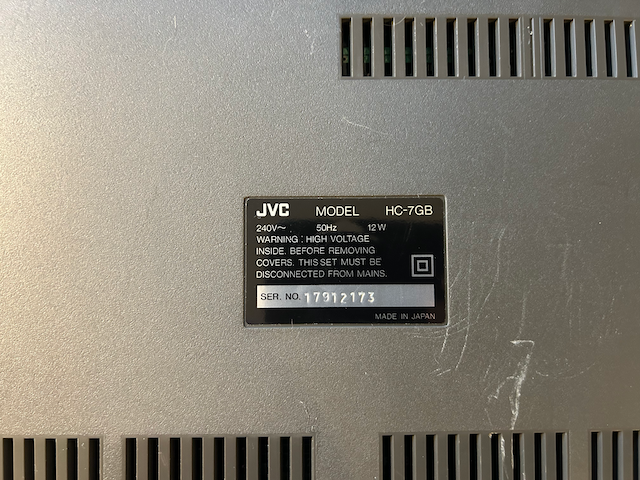 JVC MODEL HC-7GB
240V~ 50Hz 12W
WARNING : HIGH VOLTAGE
INSIDE. BEFORE REMOVING
COVERS. THIS SET MUST BE
DISCONNECTED FROM MAINS.
SER. NO. 17912173
MADE IN JAPAN